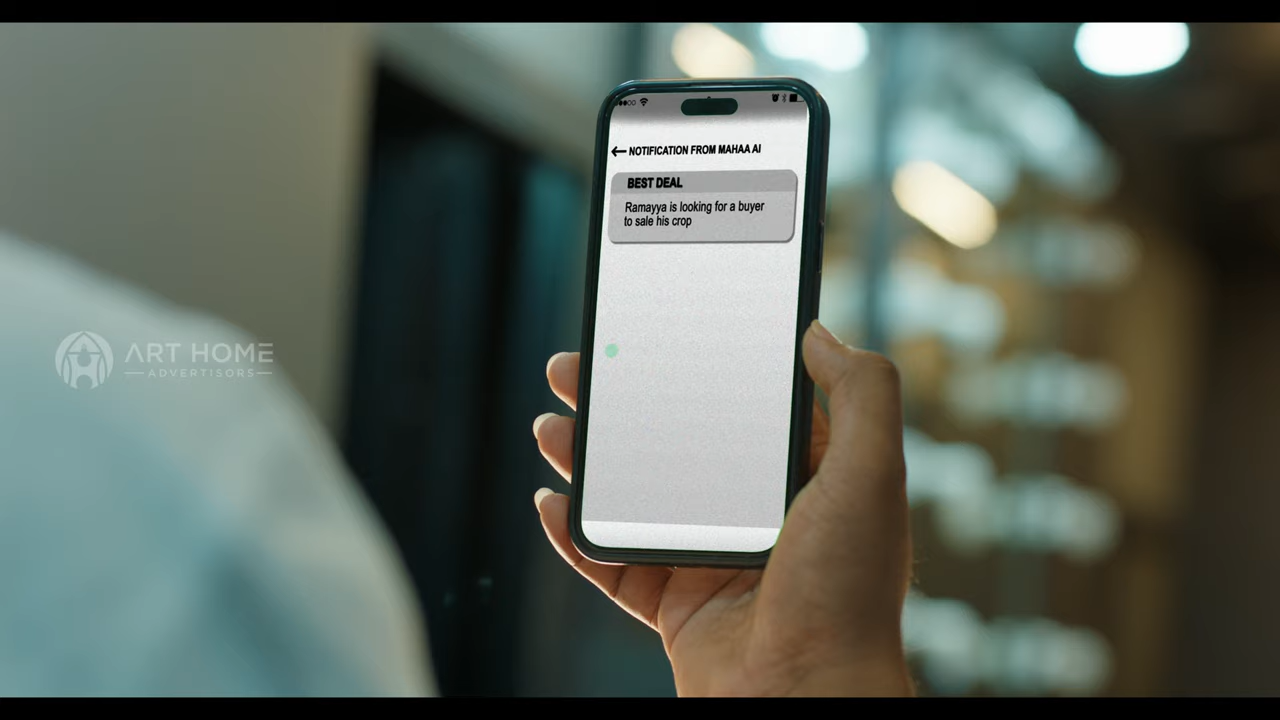 NOTIFICATION FROM MAHAA AI
BEST DEAL
Ramayya is looking for a buyer
to sale his crop
ART HOME
ADVERTISORS